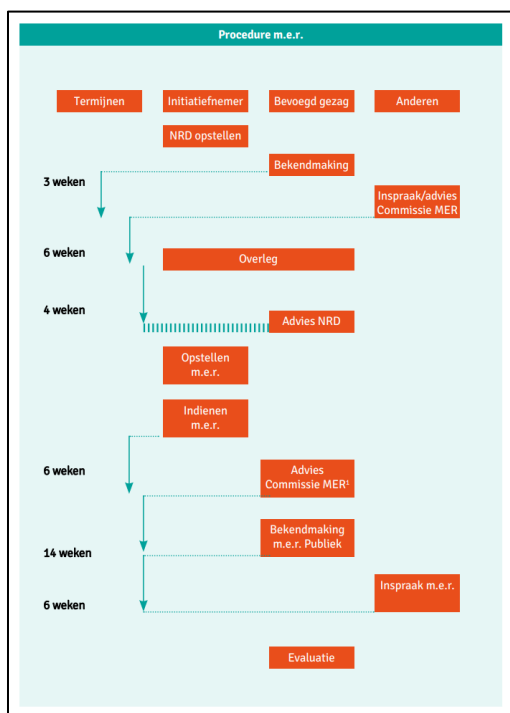 Procedure m.e.r.
Termijnen
Initiatiefnemer
Bevoegd gezag
Anderen
NRD opstellen
Bekendmaking
3 weken
Inspraak/advies
Commissie MER
6 weken
Overleg
4 weken
Advies NRD
Opstellen
m.e.r.
Indienen
m.e.r.
6 weken
Advies
Commissie MER¹
Bekendmaking
m.e.r. Publiek
14 weken
Inspraak m.e.r.
6 weken
Evaluatie